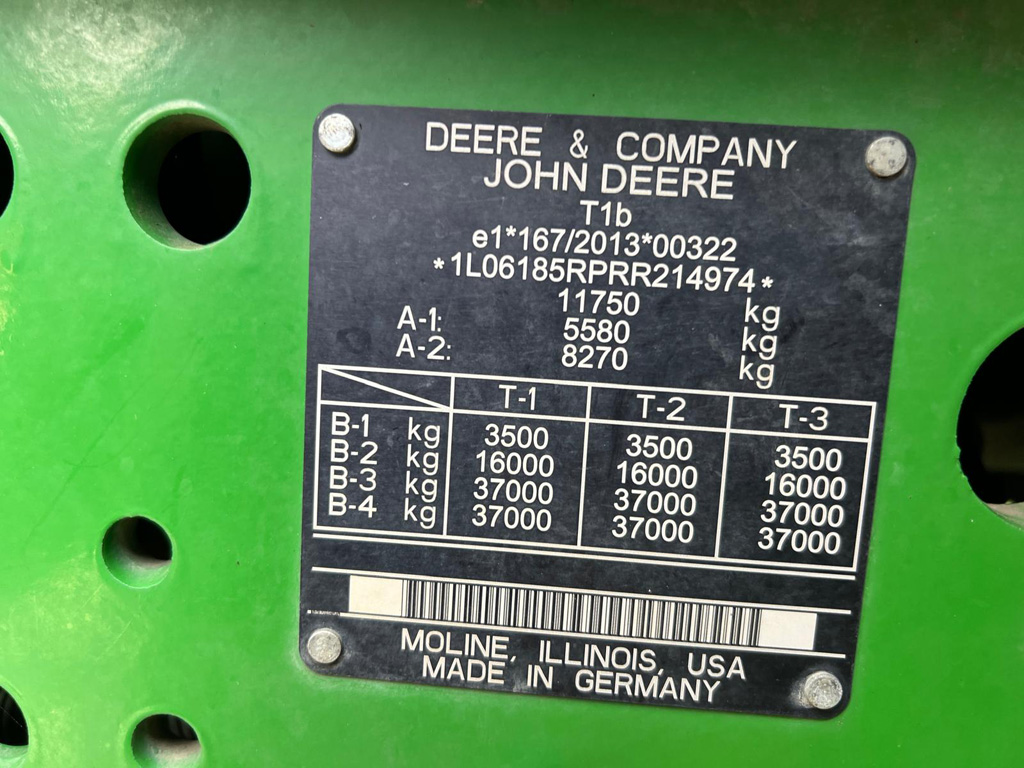 DEERE & COMPANY
JOHN DEERE
T1b
e1*167/2013*00322
*1L06185RPRR214974*
11750 kg
A-1: 5580 kg
A-2: 8270 kg
T-1 T-2 T-3
B-1 kg 3500 3500 3500
B-2 kg 16000 16000 16000
B-3 kg 37000 37000 37000
B-4 kg 37000 37000 37000
MOLINE, ILLINOIS, USA
MADE IN GERMANY